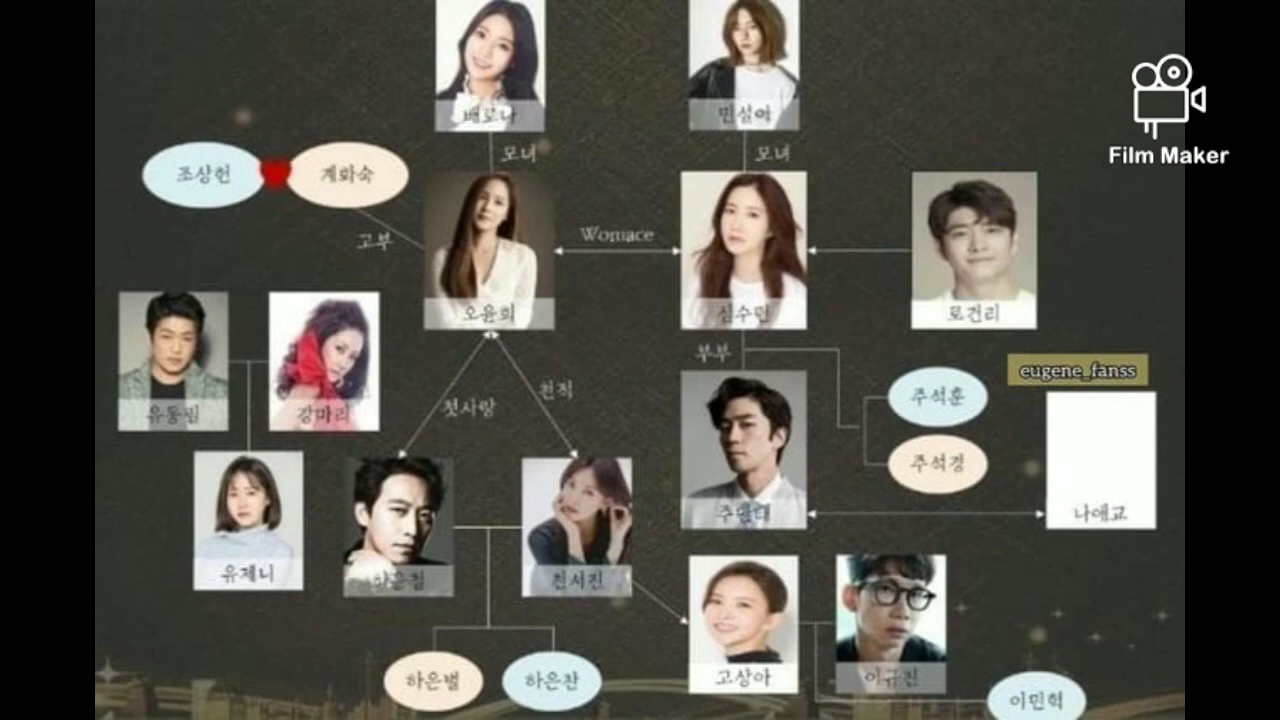 배로나
민설아
Film Maker
모녀
모녀
조상헌
계화숙
고부
Womace
오윤희
심수련
로건리
부부
eugene_fanss
유동필
강마리
첫사랑
천적
주석훈
주석경
유제니
하윤철
천서진
주단태
나애교
고상아
이규진
하은별
하은찬
이민혁